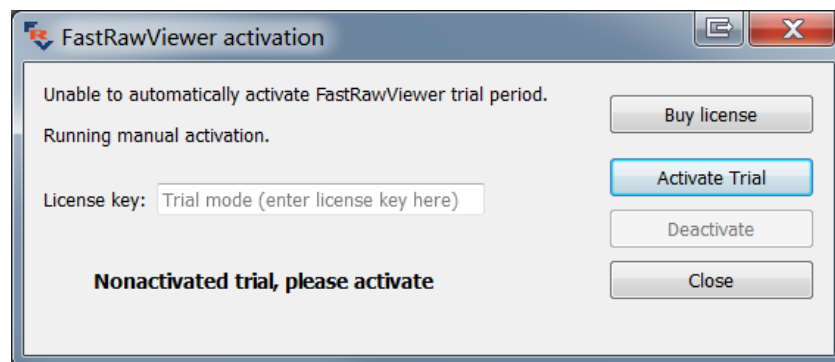 FastRawViewer activation
Unable to automatically activate FastRawViewer trial period.
Running manual activation.
License key: Trial mode (enter license key here)
Nonactivated trial, please activate
Buy license
Activate Trial
Deactivate
Close